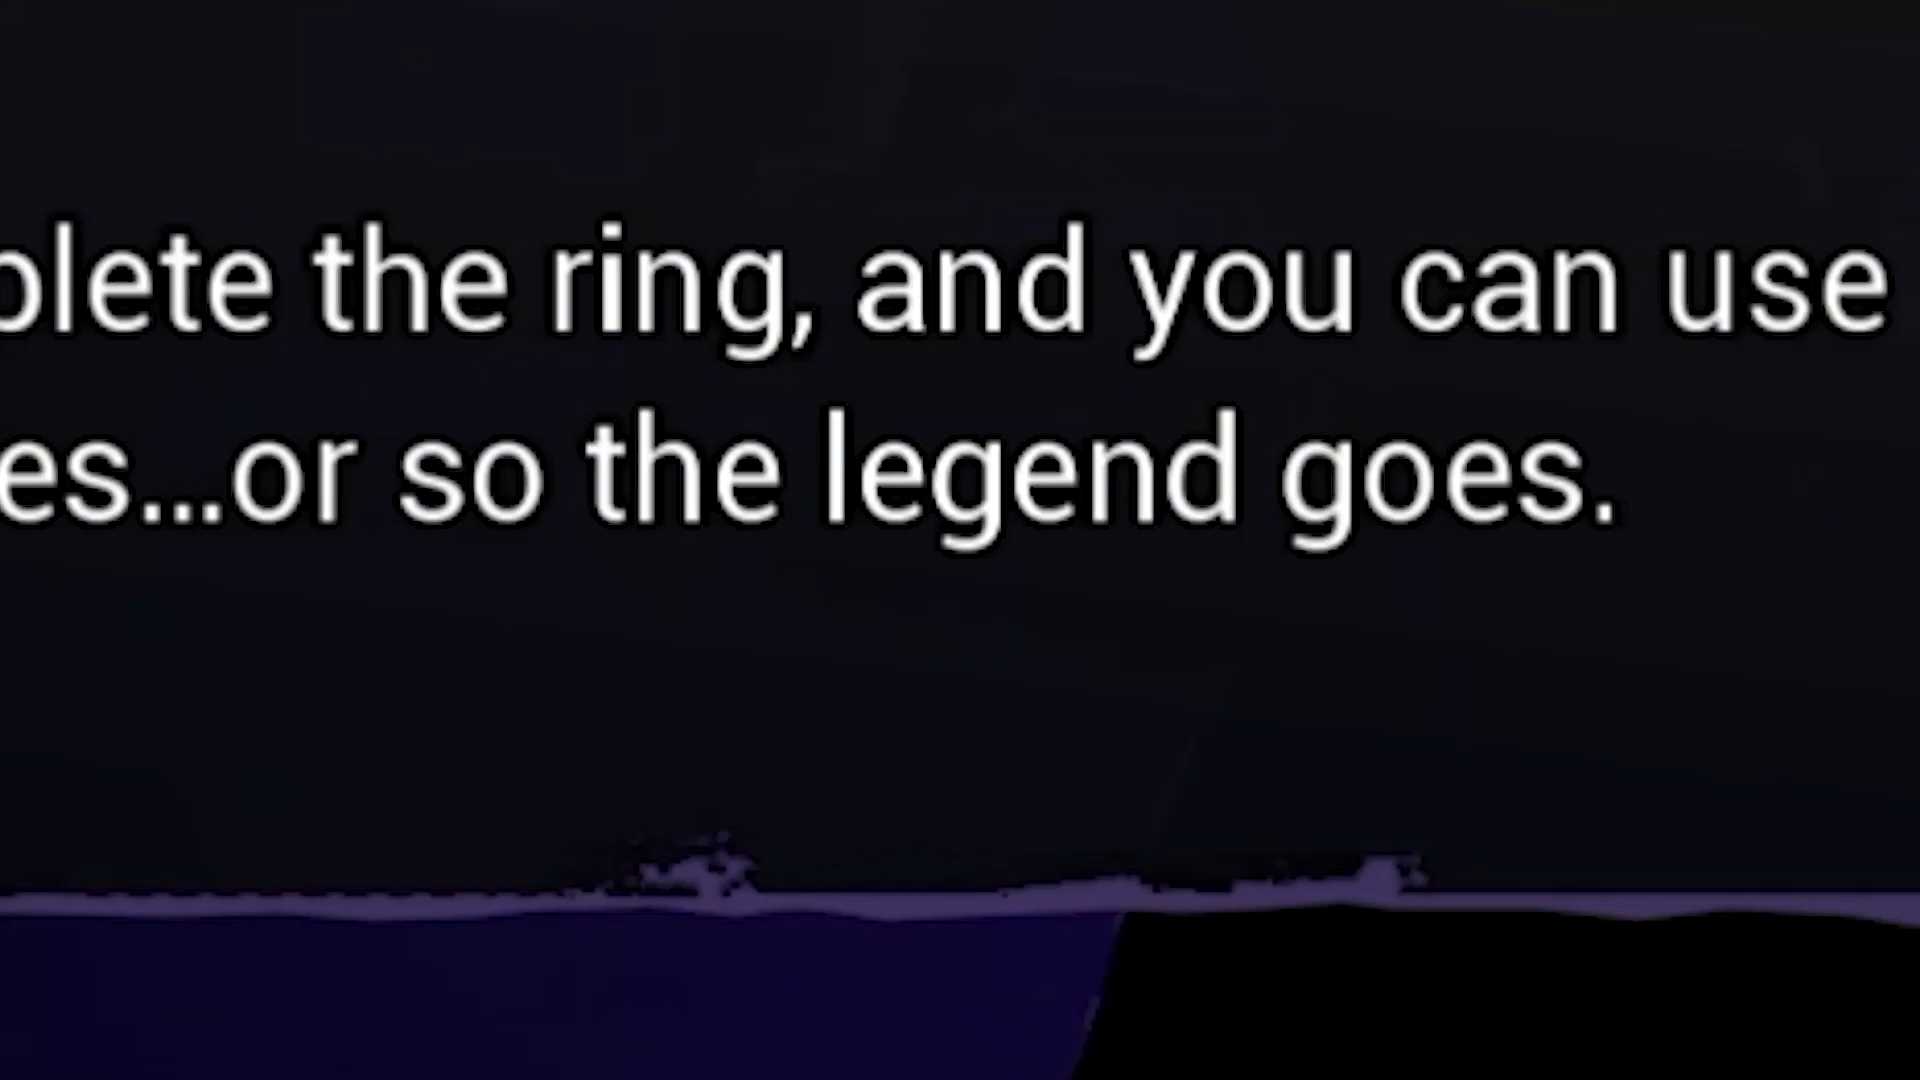 plete the ring, and you can use
es...or so the legend goes.